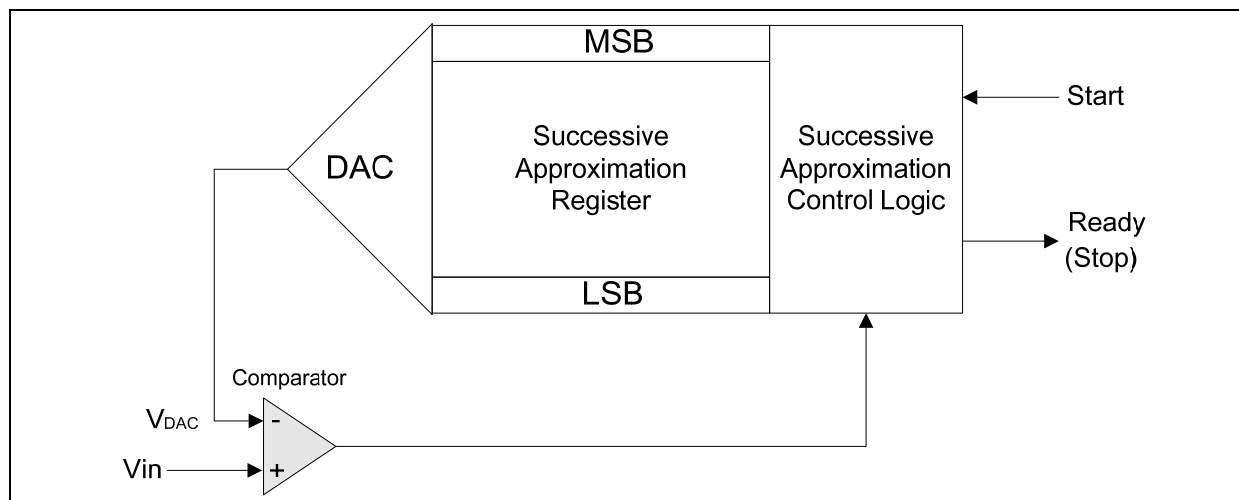 MSB
DAC
Successive
Approximation
Register
LSB
Successive
Approximation
Control Logic
Start
Ready
(Stop)
Comparator
VDAC
-
Vin
+